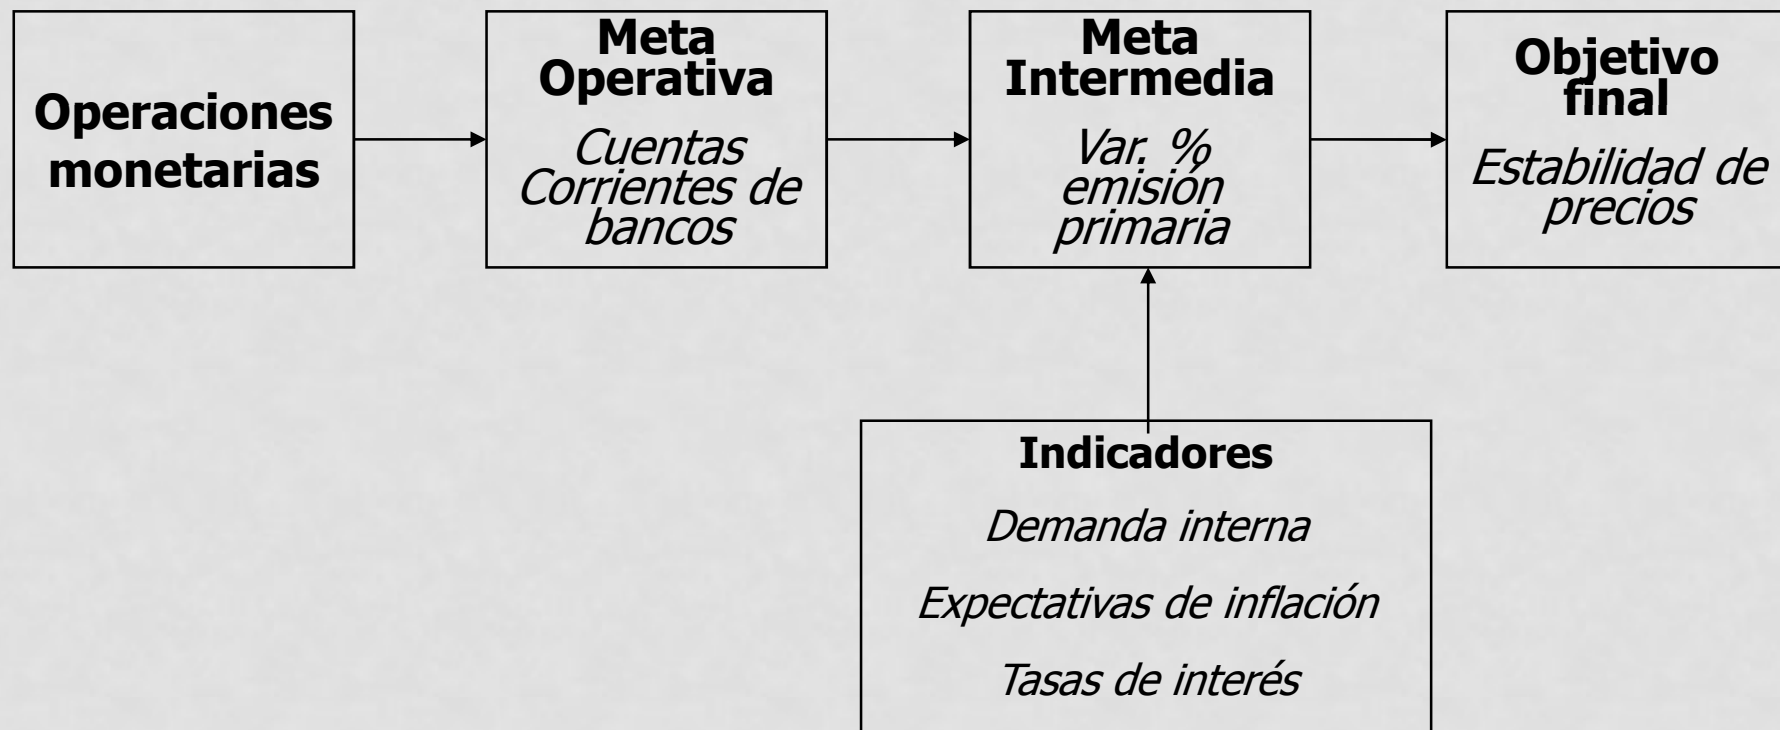 Operaciones
monetarias
Meta
Operativa
Cuentas
Corrientes de
bancos
Meta
Intermedia
Var. %
emisión
primaria
Objetivo
final
Estabilidad de
precios
Indicadores
Demanda interna
Expectativas de inflación
Tasas de interés